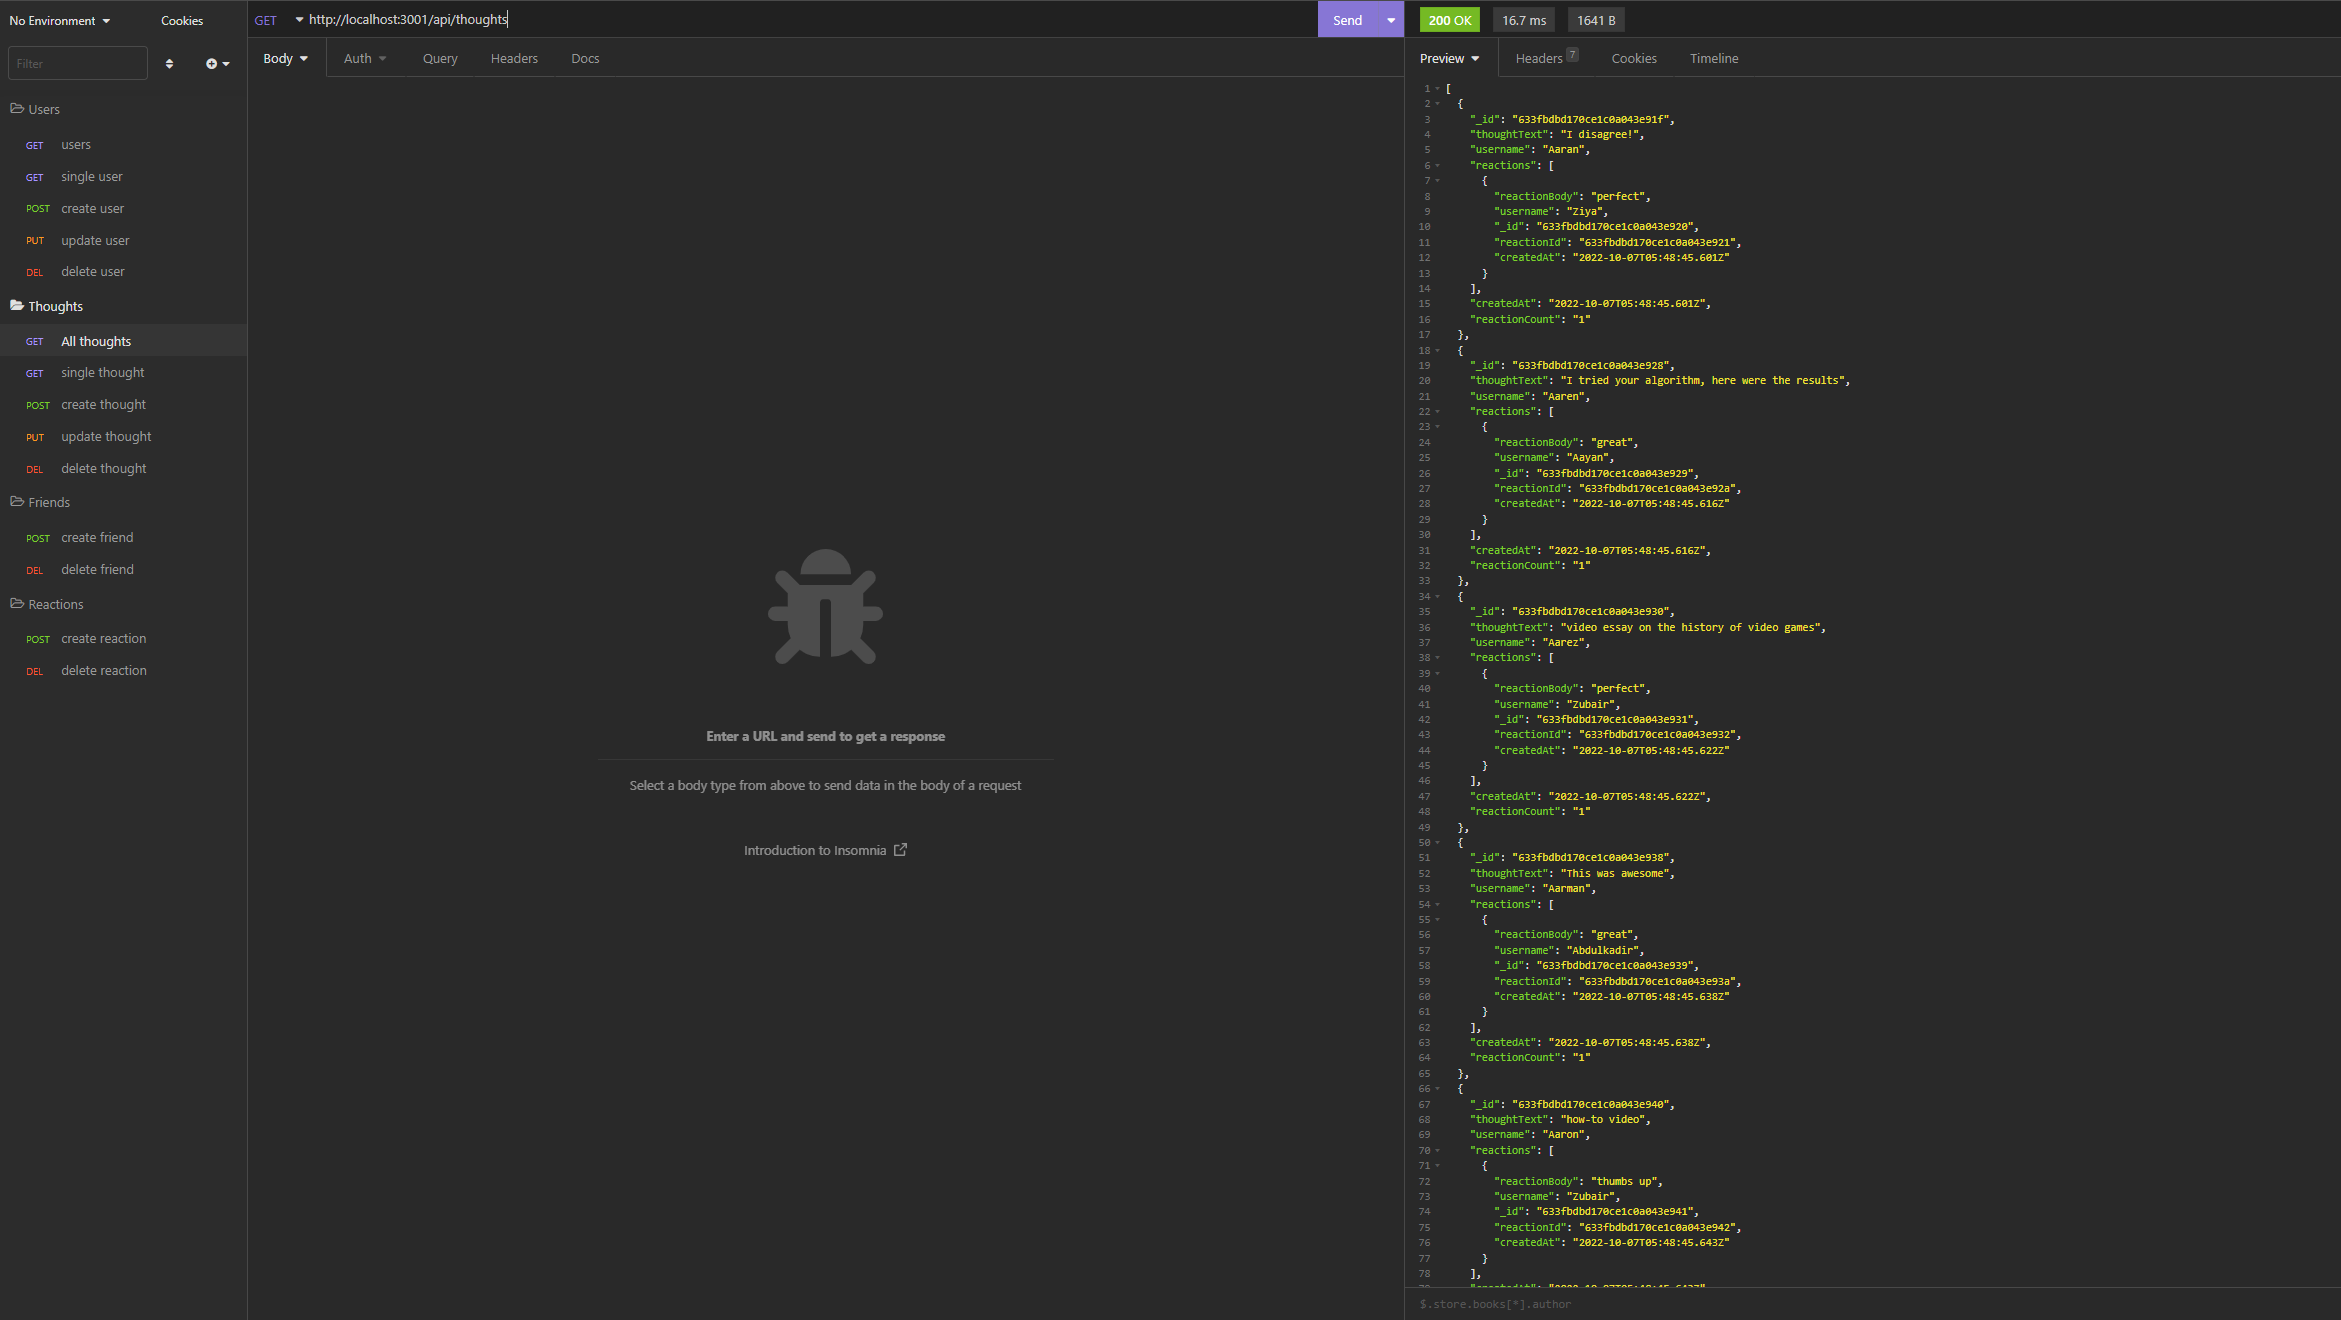 No Environment
Cookies
Filter
Users
GET users
GET single user
POST create user
PUT update user
DEL delete user
Thoughts
GET All thoughts
GET single thought
POST create thought
PUT update thought
DEL delete thought
Friends
POST create friend
DEL delete friend
Reactions
POST create reaction
DEL delete reaction
GET http://localhost:3001/api/thoughts
Send
Body Auth Query Headers Docs
Enter a URL and send to get a response
Select a body type from above to send data in the body of a request
Introduction to Insomnia
200 OK 16.7 ms 1641 B
Preview Headers 7 Cookies Timeline
1 [
2 {
3 "_id": "633fbdbd170ce1c0a043e91f",
4 "thoughtText": "I disagree!",
5 "username": "Aaran",
6 "reactions": [
7 {
8 "reactionBody": "perfect",
9 "username": "Ziya",
10 "_id": "633fbdbd170ce1c0a043e920",
11 "reactionId": "633fbdbd170ce1c0a043e921",
12 "createdAt": "2022-10-07T05:48:45.601Z"
13 }
14 ],
15 "createdAt": "2022-10-07T05:48:45.601Z",
16 "reactionCount": "1"
17 },
18 {
19 "_id": "633fbdbd170ce1c0a043e928",
20 "thoughtText": "I tried your algorithm, here were the results",
21 "username": "Aaren",
22 "reactions": [
23 {
24 "reactionBody": "great",
25 "username": "Aayan",
26 "_id": "633fbdbd170ce1c0a043e929",
27 "reactionId": "633fbdbd170ce1c0a043e92a",
28 "createdAt": "2022-10-07T05:48:45.616Z"
29 }
30 ],
31 "createdAt": "2022-10-07T05:48:45.616Z",
32 "reactionCount": "1"
33 },
34 {
35 "_id": "633fbdbd170ce1c0a043e930",
36 "thoughtText": "video essay on the history of video games",
37 "username": "Aarez",
38 "reactions": [
39 {
40 "reactionBody": "perfect",
41 "username": "Zubair",
42 "_id": "633fbdbd170ce1c0a043e931",
43 "reactionId": "633fbdbd170ce1c0a043e932",
44 "createdAt": "2022-10-07T05:48:45.622Z"
45 }
46 ],
47 "createdAt": "2022-10-07T05:48:45.622Z",
48 "reactionCount": "1"
49 },
50 {
51 "_id": "633fbdbd170ce1c0a043e938",
52 "thoughtText": "This was awesome",
53 "username": "Aarman",
54 "reactions": [
55 {
56 "reactionBody": "great",
57 "username": "Abdulkadir",
58 "_id": "633fbdbd170ce1c0a043e939",
59 "reactionId": "633fbdbd170ce1c0a043e93a",
60 "createdAt": "2022-10-07T05:48:45.638Z"
61 }
62 ],
63 "createdAt": "2022-10-07T05:48:45.638Z",
64 "reactionCount": "1"
65 },
66 {
67 "_id": "633fbdbd170ce1c0a043e940",
68 "thoughtText": "how-to video",
69 "username": "Aaron",
70 "reactions": [
71 {
72 "reactionBody": "thumbs up",
73 "username": "Zubair",
74 "_id": "633fbdbd170ce1c0a043e941",
75 "reactionId": "633fbdbd170ce1c0a043e942",
76 "createdAt": "2022-10-07T05:48:45.643Z"
77 }
78 ],
$.store.books[*].author